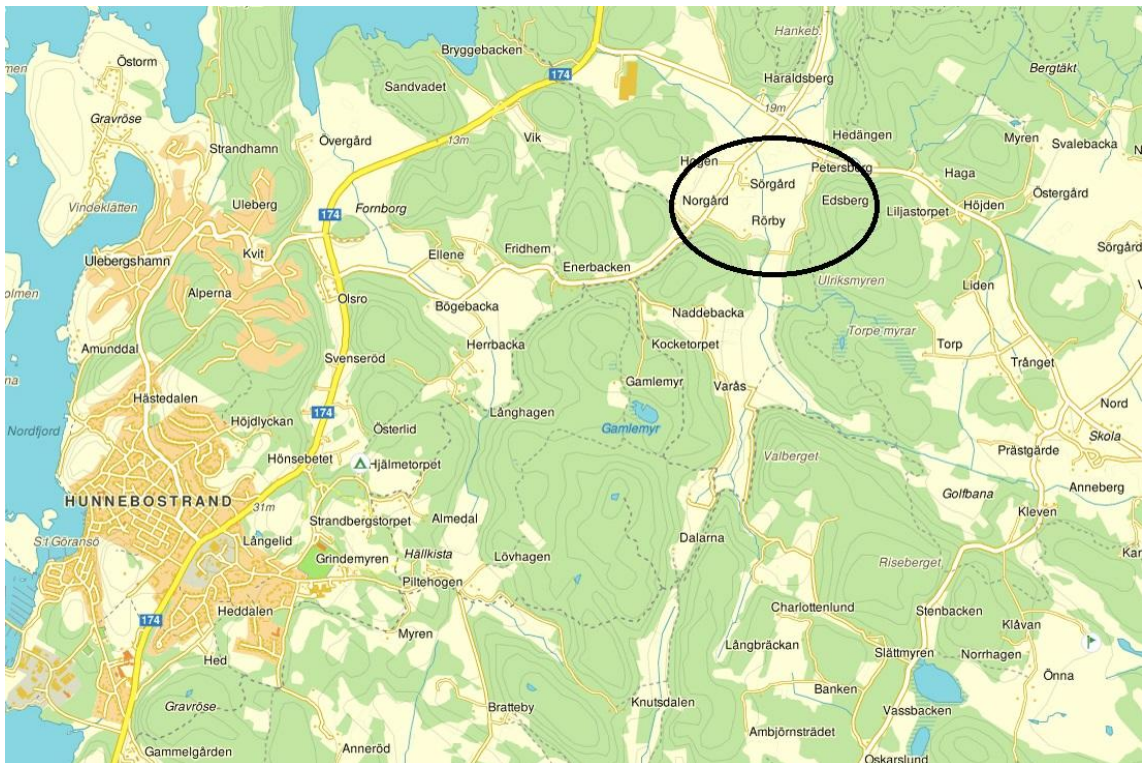 Hankeb.
Östorm
Bryggebacken
Bergtäkt
174
Sandvadet
Haraldsberg
Gravröse
19m
Strandhamn
Övergård
13m
Vik
Hedängen
Myren
Svalebacka
Hogen
Petersberg
Haga
Sörgård
Östergård
Vindeklätten
Uleberg
174
Fornborg
Norgård
Edsberg
Liljastorpet
Höjden
Rörby
Ulebergshamn
Kvit
Ellene
Fridhem
Sörgård
Enerbacken
Alperna
Olsro
Bögebacka
Ulriksmyren
Liden
Naddebacka
Torpe myrar
Amunddal
Herrbacka
Kocketorpet
Torp
Svenseröd
Trånget
Hästedalen
Gamlemyr
Varås
174
Långhagen
Nord
Höjdlyckan
Österlid
Gamlemyr
Nordfjord
Skola
Hönsebetet
Hjälmetorpet
Valberget
Prästgärde
HUNNEBOSTRAND
Anneberg
Golfbana
31m
Strandbergstorpet
Almedal
Kleven
S:t Göransö
Långelid
Dalarna
Grindemyren
Hällkista
Lövhagen
Riseberget
Piltehogen
Heddalen
Charlottenlund
Stenbacken
174
Klåvan
Myren
Långbräckan
Slättmyren
Norrhagen
Hed
Önna
Banken
Gravröse
Knutsdalen
Bratteby
Vassbacken
Ambjörnsträdet
Gammelgården
Anneröd
Oskarslund